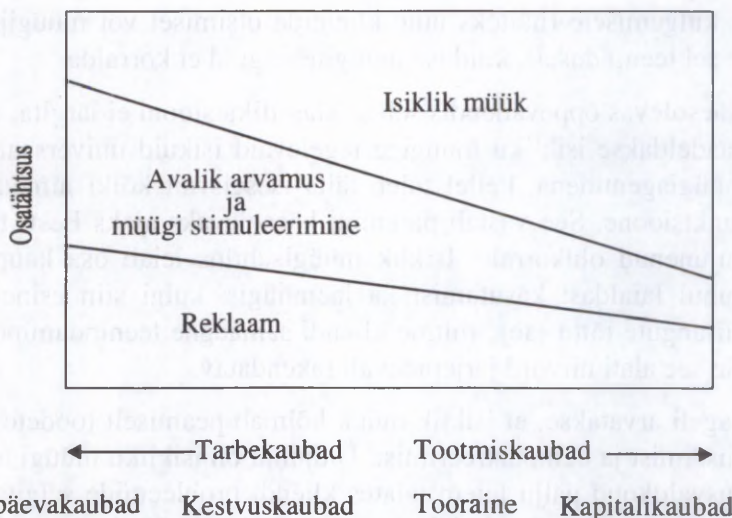 Isiklik müük
Osatähtsus
Avalik arvamus
ja
müügi stimuleerimine
Reklaam
Tarbekaubad Tootmiskaubad
päevakaubad Kestvuskaubad Tooraine Kapitalikaubad